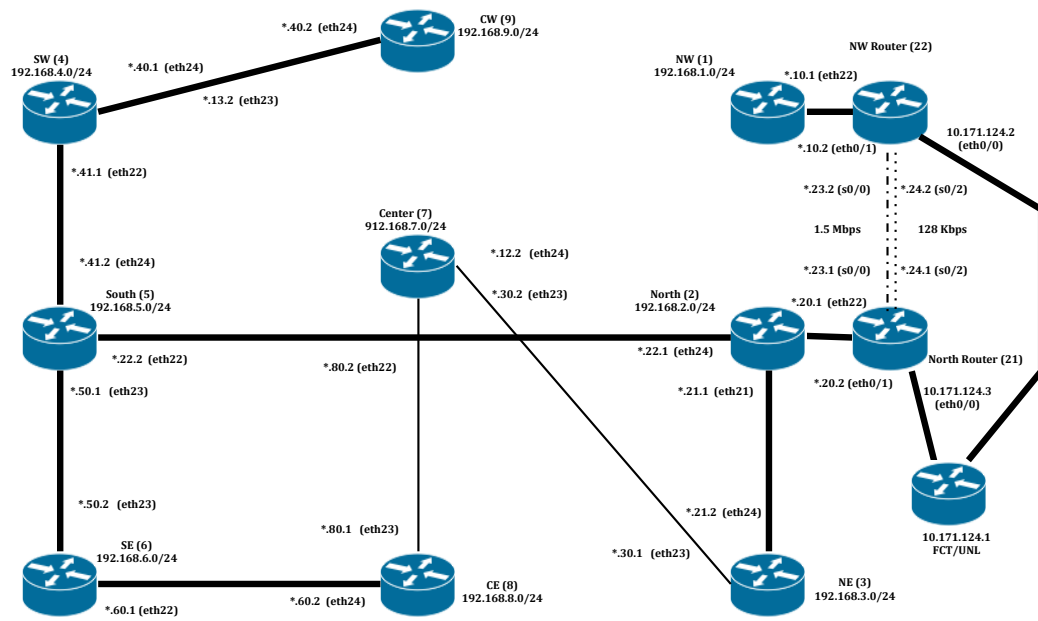 CW (9)
192.168.9.0/24
*.40.2  (eth24)
SW (4)
192.168.4.0/24
*.40.1  (eth24)
*.13.2  (eth23)
NW (1)
192.168.1.0/24
NW Router (22)
*.10.1 (eth22)
*.10.2 (eth0/1)
10.171.124.2
(eth0/0)
*.41.1  (eth22)
*.23.2 (s0/0)
*.24.2 (s0/2)
1.5 Mbps
128 Kbps
Center (7)
912.168.7.0/24
*.12.2  (eth24)
*.30.2  (eth23)
*.41.2  (eth24)
*.23.1 (s0/0)
*.24.1 (s0/2)
South (5)
192.168.5.0/24
North (2)
192.168.2.0/24
*.20.1  (eth22)
*.22.2  (eth22)
*.22.1 (eth24)
North Router (21)
*.80.2 (eth22)
*.50.1  (eth23)
*.21.1  (eth21)
*.20.2 (eth0/1)
10.171.124.3
(eth0/0)
*.50.2  (eth23)
*.80.1  (eth23)
*.21.2 (eth24)
*.30.1 (eth23)
10.171.124.1
FCT/UNL
SE (6)
192.168.6.0/24
CE (8)
192.168.8.0/24
NE (3)
192.168.3.0/24
*.60.1 (eth22)
*.60.2  (eth24)